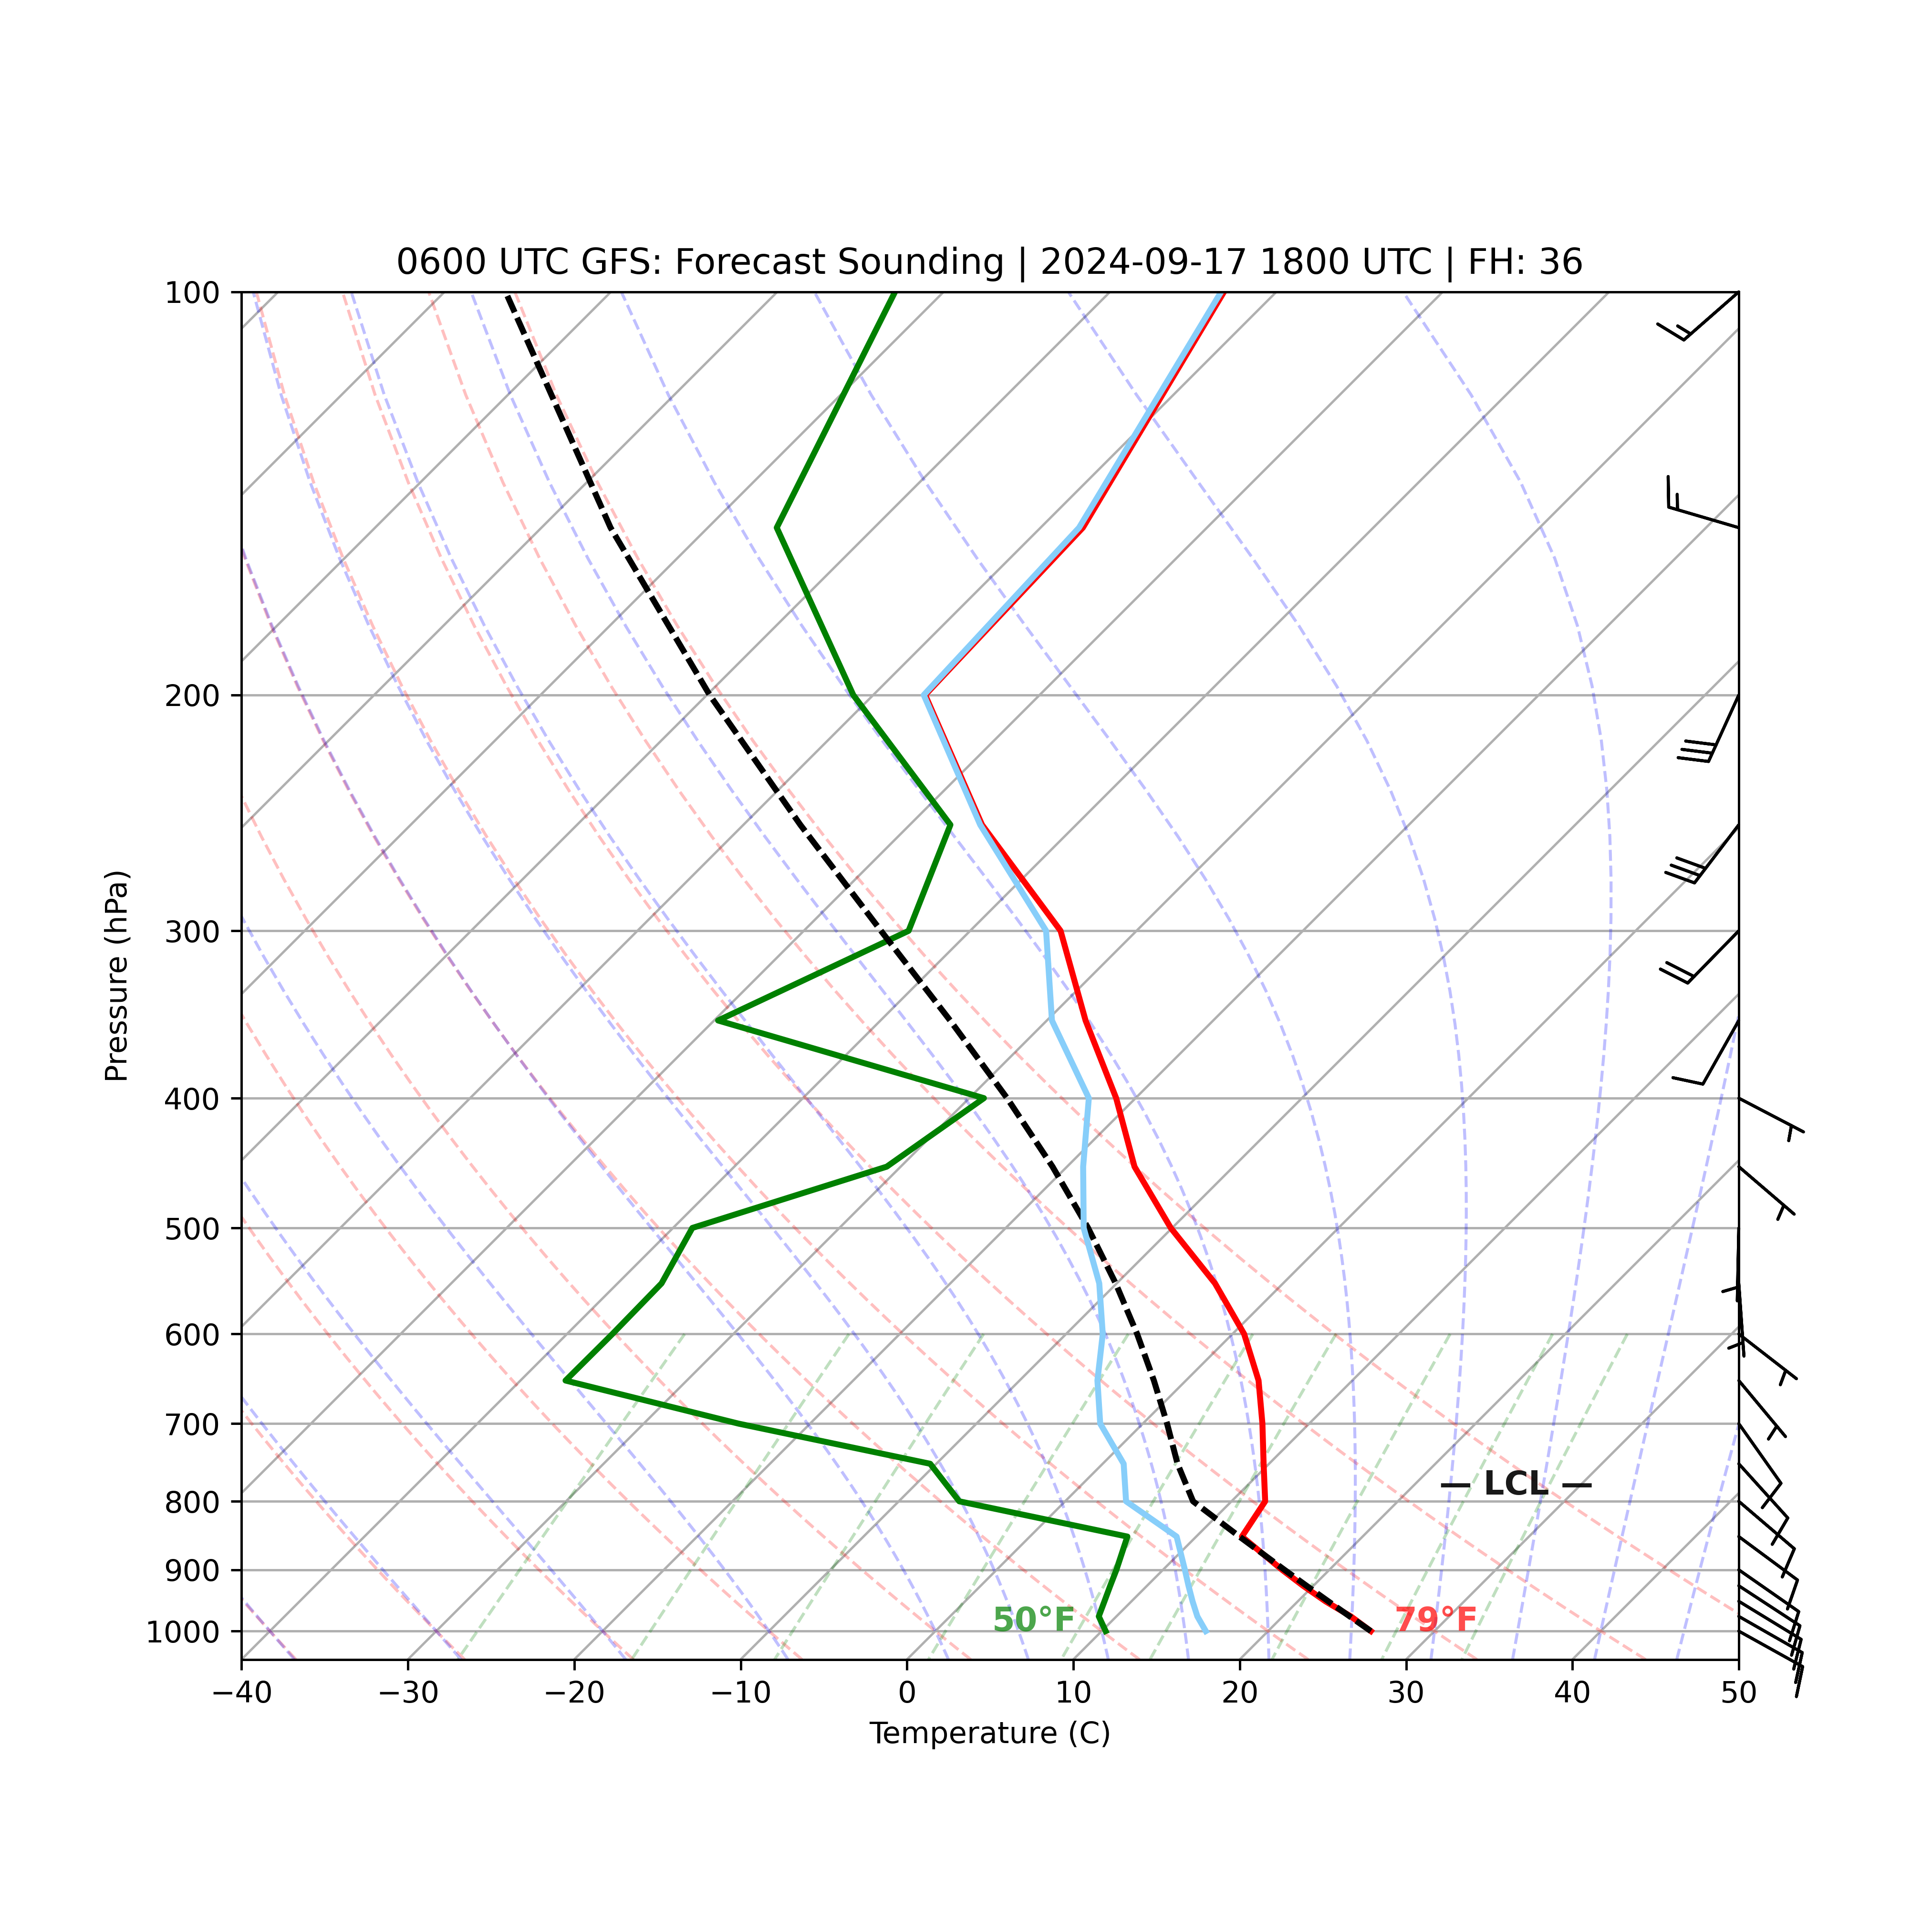 0600 UTC GFS: Forecast Sounding | 2024-09-17 1800 UTC | FH: 36
100
200
300
400
500
600
700
800
900
1000
Pressure (hPa)
— LCL —
50°F
79°F
−40 −30 −20 −10 0 10 20 30 40 50
Temperature (C)